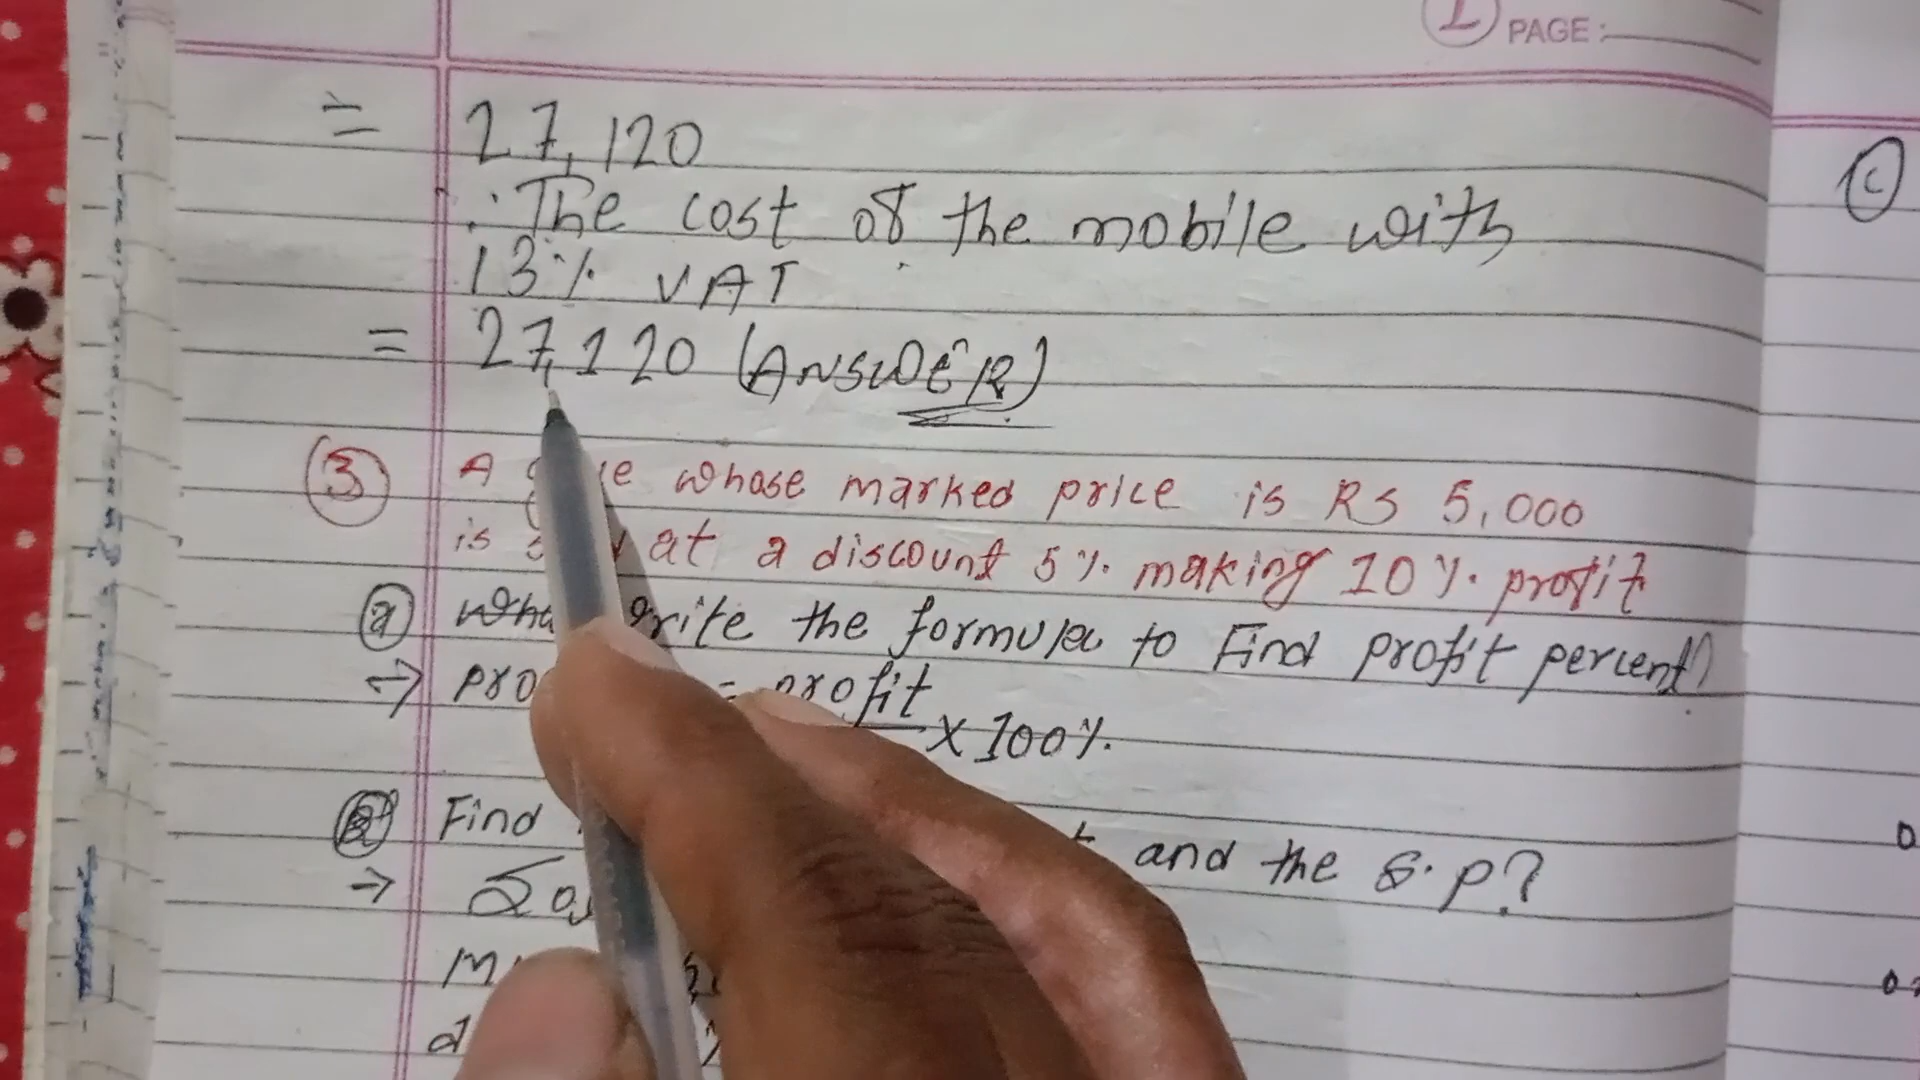 1 PAGE:
= 27,120
∴ The cost of the mobile with
13% VAT
= 27,120 (ANSWER)
(c)
3 A whose marked price is RS 5,000
is at a discount 5% making 10% profit
a write the formula to Find profit percent?
→ = profit × 100%.
Find and the S.P?
→